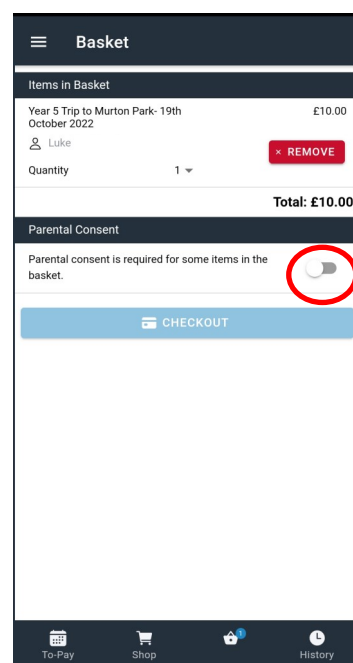 Basket
Items in Basket
Year 5 Trip to Murton Park- 19th £10.00
October 2022
Luke
× REMOVE
Quantity 1
Total: £10.00
Parental Consent
Parental consent is required for some items in the
basket.
CHECKOUT
1
To-Pay Shop History